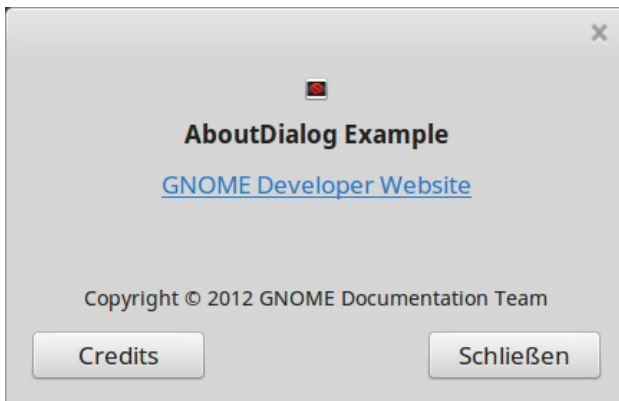 AboutDialog Example
GNOME Developer Website
Copyright © 2012 GNOME Documentation Team
Credits
Schließen